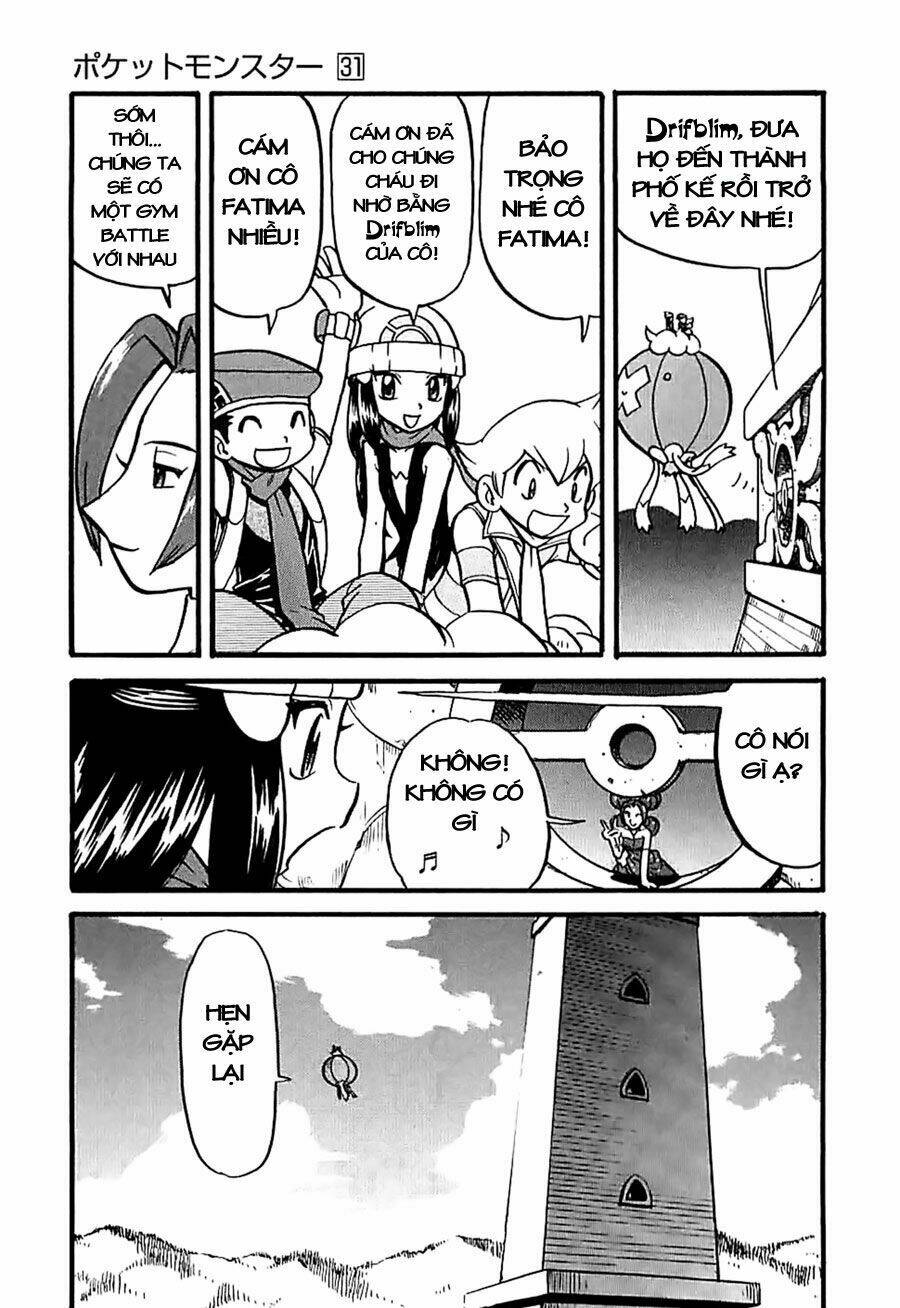 ポケットモンスター 31
Drifblim, ĐƯA
HỌ ĐẾN THÀNH
PHỐ KẾ RỒI TRỞ
VỀ ĐÂY NHÉ!
BẢO
TRỌNG
NHÉ CÔ
FATIMA!
CÁM ƠN ĐÃ
CHO CHÚNG
CHÁU ĐI
NHỜ BẰNG
Drifblim
CỦA CÔ!
CÁM
ƠN CÔ
FATIMA
NHIỀU!
SỚM
THÔI...
CHÚNG TA
SẼ CÓ
MỘT GYM
BATTLE
VỚI NHAU
CÔ NÓI
GÌ Ạ?
KHÔNG!
KHÔNG CÓ
GÌ
HẸN
GẶP
LẠI